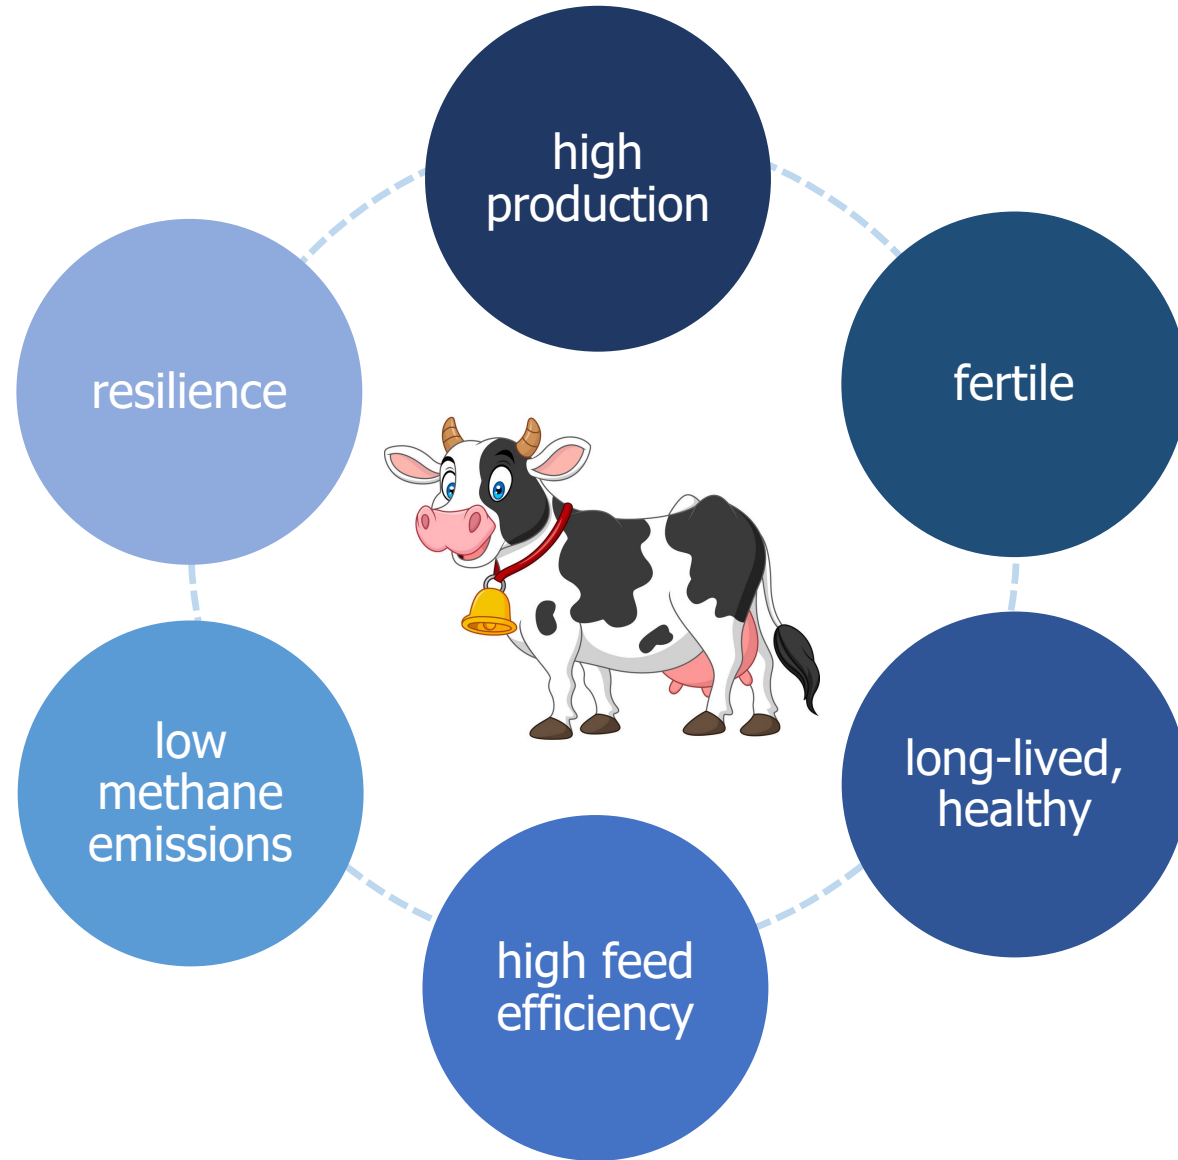 high
production
fertile
long-lived,
healthy
high feed
efficiency
low
methane
emissions
resilience